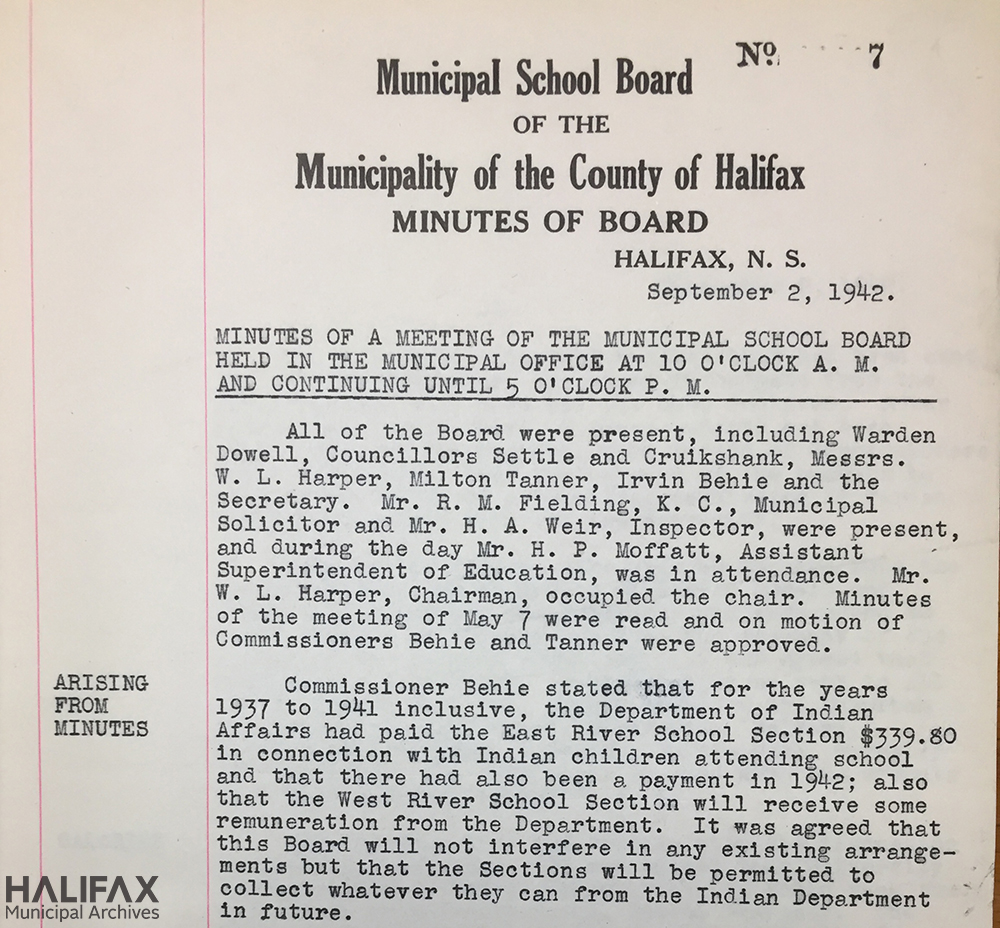 No. 7
Municipal School Board
OF THE
Municipality of the County of Halifax
MINUTES OF BOARD
HALIFAX, N. S.
September 2, 1942.
MINUTES OF A MEETING OF THE MUNICIPAL SCHOOL BOARD
HELD IN THE MUNICIPAL OFFICE AT 10 O'CLOCK A. M.
AND CONTINUING UNTIL 5 O'CLOCK P. M.
All of the Board were present, including Warden
Dowell, Councillors Settle and Cruikshank, Messrs.
W. L. Harper, Milton Tanner, Irvin Behie and the
Secretary. Mr. R. M. Fielding, K. C., Municipal
Solicitor and Mr. H. A. Weir, Inspector, were present,
and during the day Mr. H. P. Moffatt, Assistant
Superintendent of Education, was in attendance. Mr.
W. L. Harper, Chairman, occupied the chair. Minutes
of the meeting of May 7 were read and on motion of
Commissioners Behie and Tanner were approved.
ARISING
FROM
MINUTES
Commissioner Behie stated that for the years
1937 to 1941 inclusive, the Department of Indian
Affairs had paid the East River School Section $339.80
in connection with Indian children attending school
and that there had also been a payment in 1942; also
that the West River School Section will receive some
remuneration from the Department. It was agreed that
this Board will not interfere in any existing arrange-
ments but that the Sections will be permitted to
collect whatever they can from the Indian Department
in future.
HALIFAX
Municipal Archives